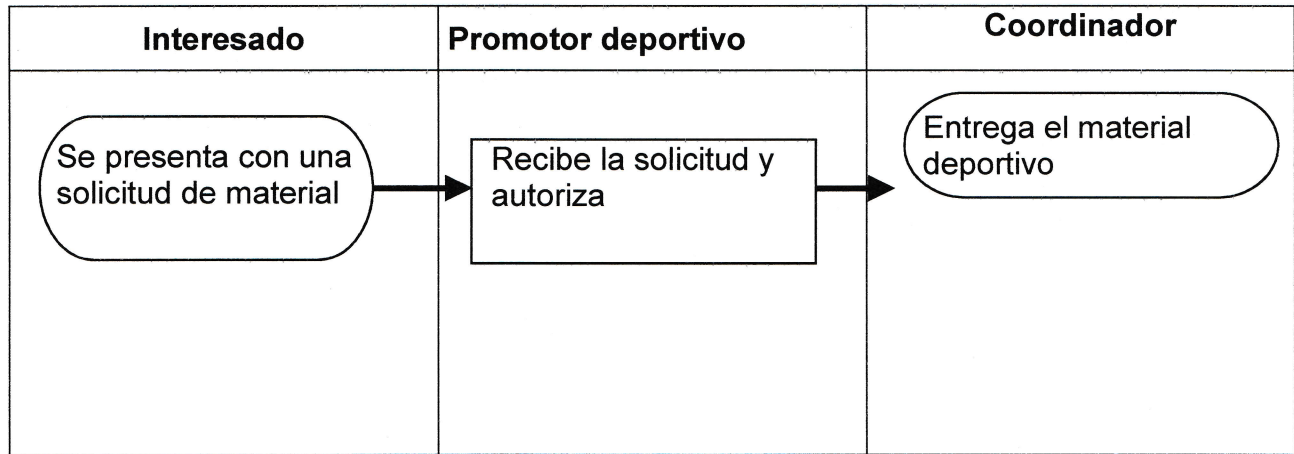 Interesado
Promotor deportivo
Coordinador
Se presenta con una
solicitud de material
Recibe la solicitud y
autoriza
Entrega el material
deportivo